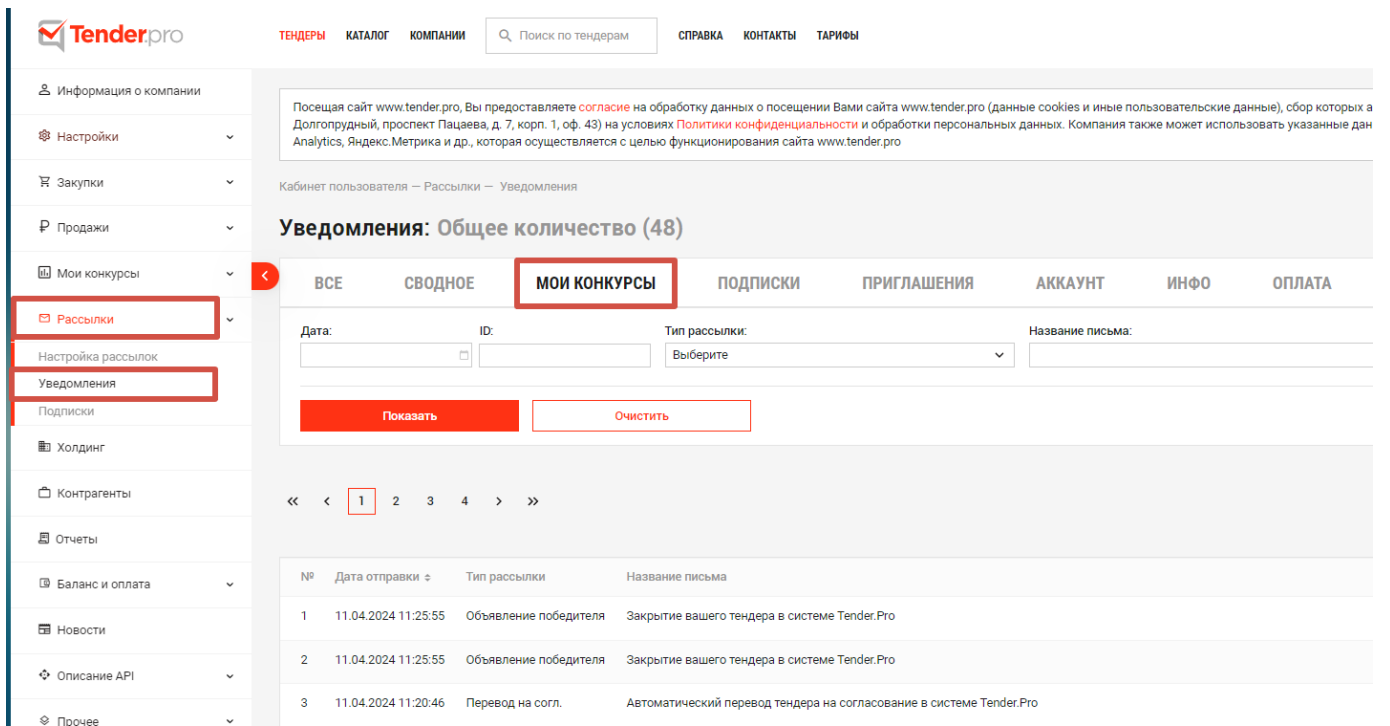 Tender.pro
ТЕНДЕРЫ КАТАЛОГ КОМПАНИИ Поиск по тендерам СПРАВКА КОНТАКТЫ ТАРИФЫ
Информация о компании
Настройки
Закупки
Продажи
Мои конкурсы
Рассылки
Настройка рассылок
Уведомления
Подписки
Холдинг
Контрагенты
Отчеты
Баланс и оплата
Новости
Описание API
Прочее
Посещая сайт www.tender.pro, Вы предоставляете согласие на обработку данных о посещении Вами сайта www.tender.pro (данные cookies и иные пользовательские данные), сбор которых а
Долгопрудный, проспект Пацаева, д. 7, корп. 1, оф. 43) на условиях Политики конфиденциальности и обработки персональных данных. Компания также может использовать указанные дан
Analytics, Яндекс.Метрика и др., которая осуществляется с целью функционирования сайта www.tender.pro
Кабинет пользователя — Рассылки — Уведомления
Уведомления: Общее количество (48)
ВСЕ СВОДНОЕ МОИ КОНКУРСЫ ПОДПИСКИ ПРИГЛАШЕНИЯ АККАУНТ ИНФО ОПЛАТА
Дата: ID: Тип рассылки: Название письма:
Выберите
Показать Очистить
« ‹ 1 2 3 4 › »
№ Дата отправки Тип рассылки Название письма
1 11.04.2024 11:25:55 Объявление победителя Закрытие вашего тендера в системе Tender.Pro
2 11.04.2024 11:25:55 Объявление победителя Закрытие вашего тендера в системе Tender.Pro
3 11.04.2024 11:20:46 Перевод на согл. Автоматический перевод тендера на согласование в системе Tender.Pro